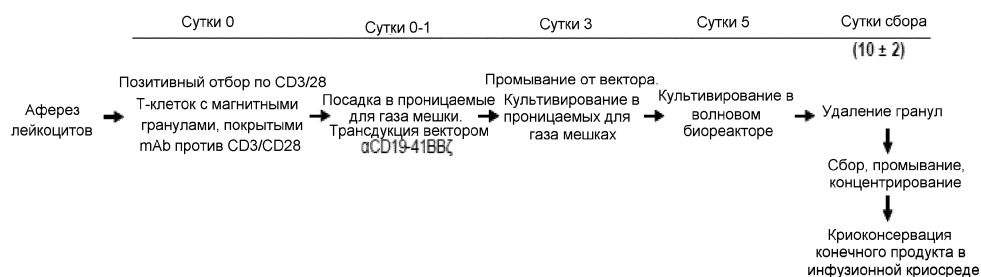 Сутки 0
Сутки 0-1
Сутки 3
Сутки 5
Сутки сбора
(10 ± 2)
Аферез
лейкоцитов
Позитивный отбор по CD3/28
Т-клеток с магнитными
гранулами, покрытыми
mAb против CD3/CD28
Посадка в проницаемые
для газа мешки.
Трансдукция вектором
αCD19-41BBζ
Промывание от вектора.
Культивирование в
проницаемых для
газа мешках
Культивирование в
волновом
биореакторе
Удаление гранул
Сбор, промывание,
концентрирование
Криоконсервация
конечного продукта в
инфузионной криосреде